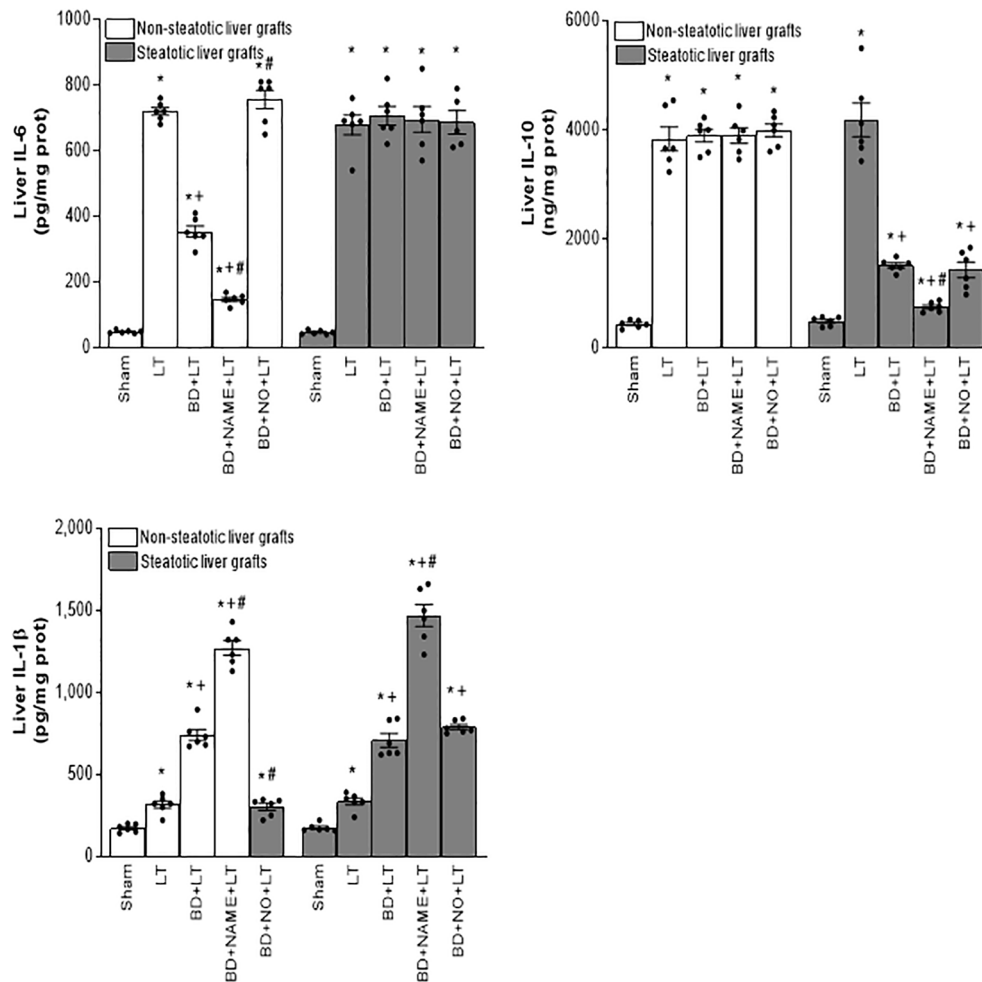 1000
800
600
400
200
0
Liver IL-6
(pg/mg prot)
Non-steatotic liver grafts
Steatotic liver grafts
*
*+
*+#
*#
*
*
*
*
Sham
LT
BD+LT
BD+NAME+LT
BD+NO+LT
Sham
LT
BD+LT
BD+NAME+LT
BD+NO+LT
6000
4000
2000
0
Liver IL-10
(ng/mg prot)
Non-steatotic liver grafts
Steatotic liver grafts
*
*
*
*
*
*+
*+#
*+
Sham
LT
BD+LT
BD+NAME+LT
BD+NO+LT
Sham
LT
BD+LT
BD+NAME+LT
BD+NO+LT
2,000
1,500
1,000
500
0
Liver IL-1β
(pg/mg prot)
Non-steatotic liver grafts
Steatotic liver grafts
*
*+
*+#
*#
*
*+
*+#
*+
Sham
LT
BD+LT
BD+NAME+LT
BD+NO+LT
Sham
LT
BD+LT
BD+NAME+LT
BD+NO+LT